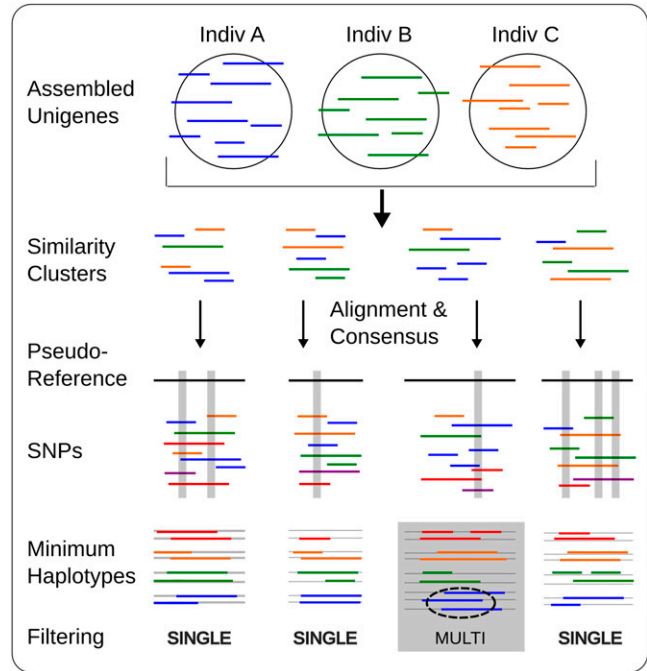 Indiv A
Indiv B
Indiv C
Assembled
Unigenes
Similarity
Clusters
Alignment &
Consensus
Pseudo-
Reference
SNPs
Minimum
Haplotypes
Filtering
SINGLE
SINGLE
MULTI
SINGLE